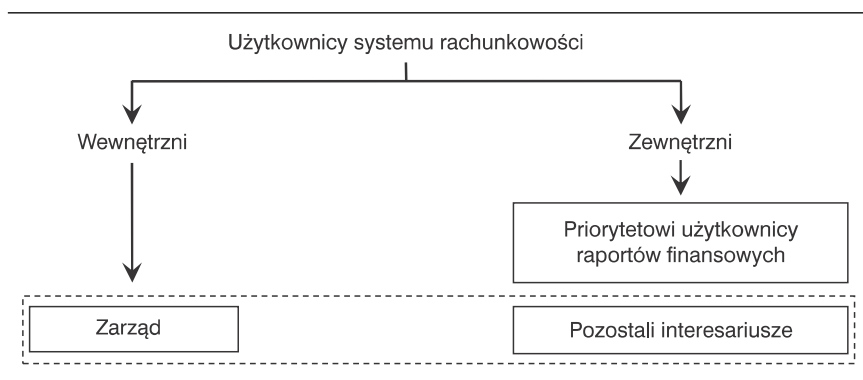 Użytkownicy systemu rachunkowości
Wewnętrzni
Zewnętrzni
Priorytetowi użytkownicy
raportów finansowych
Zarząd
Pozostali interesariusze